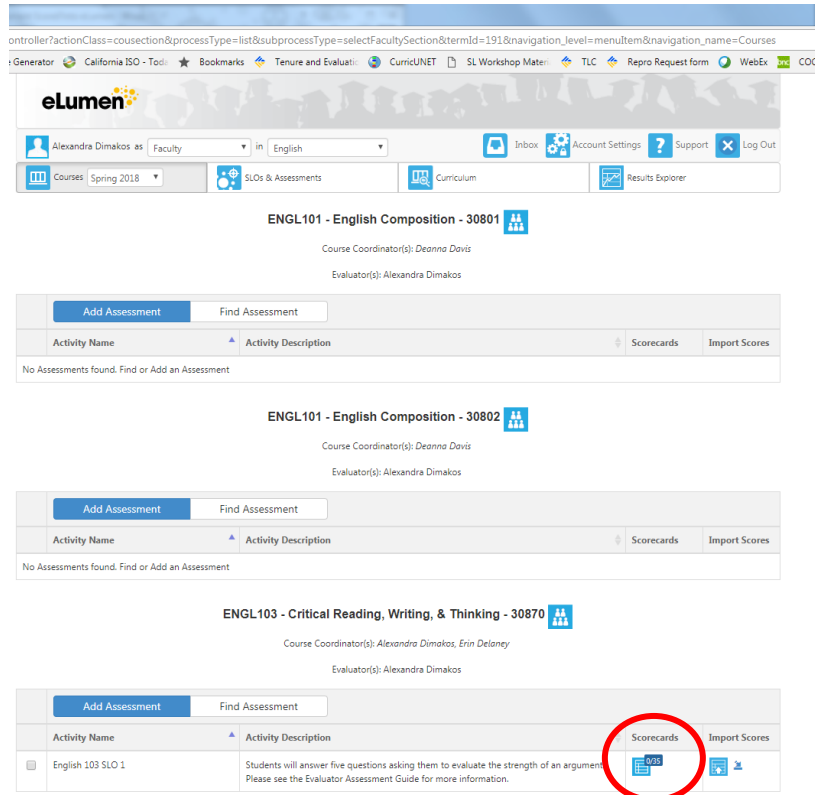 ontroller?actionClass=cousection&processType=list&subprocessType=selectFacultySection&termId=191&navigation_level=menuItem&navigation_name=Courses
Generator California ISO - Toda Bookmarks Tenure and Evaluatio CurricUNET SL Workshop Materi TLC Repro Request form WebEx bnc COC
eLumen
Alexandra Dimakos as Faculty in English Inbox Account Settings ? Support Log Out
Courses Spring 2018 SLOs & Assessments Curriculum Results Explorer
ENGL101 - English Composition - 30801
Course Coordinator(s): Deanna Davis
Evaluator(s): Alexandra Dimakos
Add Assessment Find Assessment
Activity Name Activity Description Scorecards Import Scores
No Assessments found. Find or Add an Assessment
ENGL101 - English Composition - 30802
Course Coordinator(s): Deanna Davis
Evaluator(s): Alexandra Dimakos
Add Assessment Find Assessment
Activity Name Activity Description Scorecards Import Scores
No Assessments found. Find or Add an Assessment
ENGL103 - Critical Reading, Writing, & Thinking - 30870
Course Coordinator(s): Alexandra Dimakos, Erin Delaney
Evaluator(s): Alexandra Dimakos
Add Assessment Find Assessment
Activity Name Activity Description Scorecards Import Scores
English 103 SLO 1 Students will answer five questions asking them to evaluate the strength of an argument 0/35
Please see the Evaluator Assessment Guide for more information.